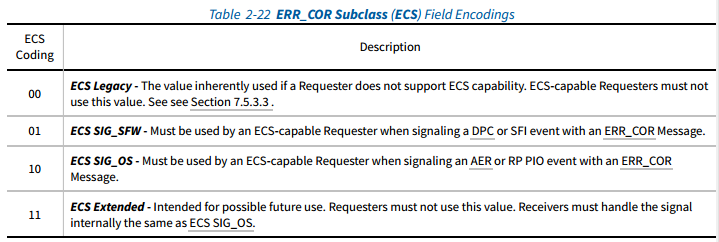 Table 2-22 ERR_COR Subclass (ECS) Field Encodings
ECS
Coding
Description
00
ECS Legacy - The value inherently used if a Requester does not support ECS capability. ECS-capable Requesters must not
use this value. See see Section 7.5.3.3 .
01
ECS SIG_SFW - Must be used by an ECS-capable Requester when signaling a DPC or SFI event with an ERR_COR Message.
10
ECS SIG_OS - Must be used by an ECS-capable Requester when signaling an AER or RP PIO event with an ERR_COR
Message.
11
ECS Extended - Intended for possible future use. Requesters must not use this value. Receivers must handle the signal
internally the same as ECS SIG_OS.